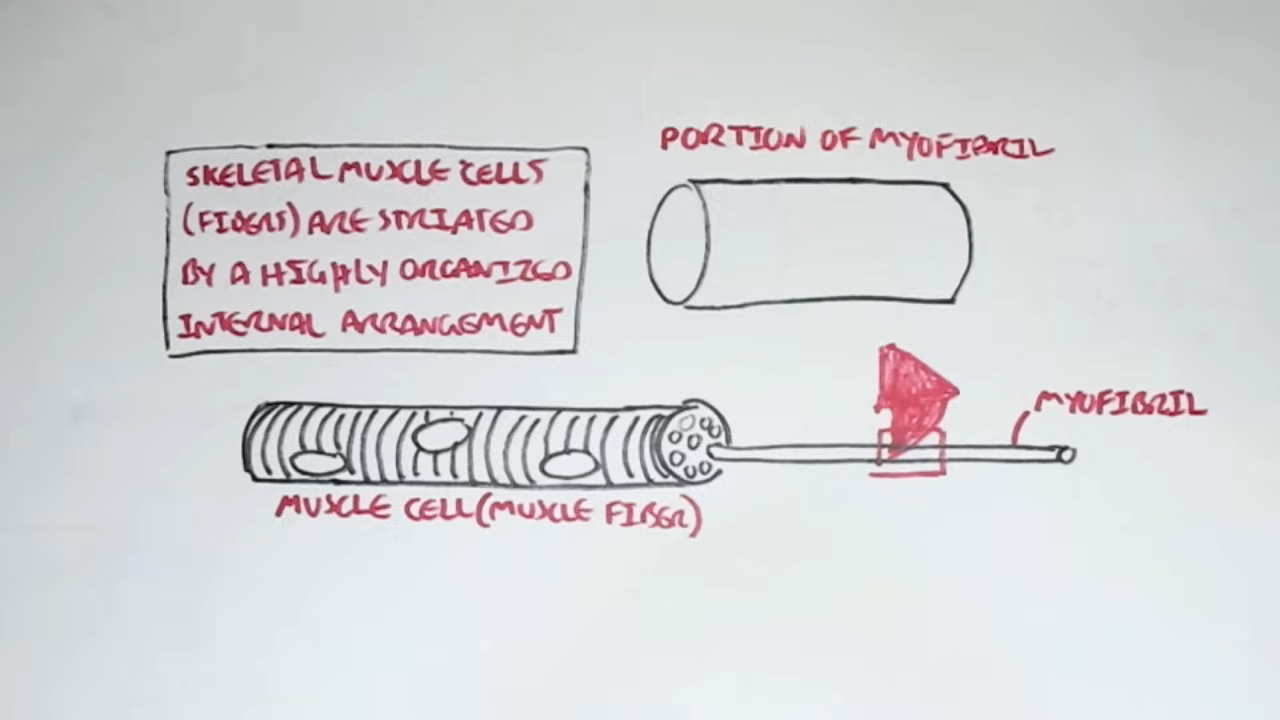 SKELETAL MUSCLE CELLS
(FIBERS) ARE STRIATED
BY A HIGHLY ORGANIZED
INTERNAL ARRANGEMENT
PORTION OF MYOFIBRIL
MYOFIBRIL
MUSCLE CELL (MUSCLE FIBER)